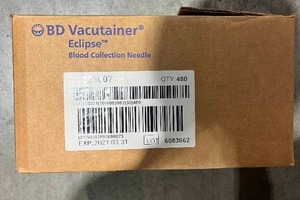 BD Vacutainer®
Eclipse™
Blood Collection Needle
QTY 480
EXP: 2021-03-31
LOT 6083662